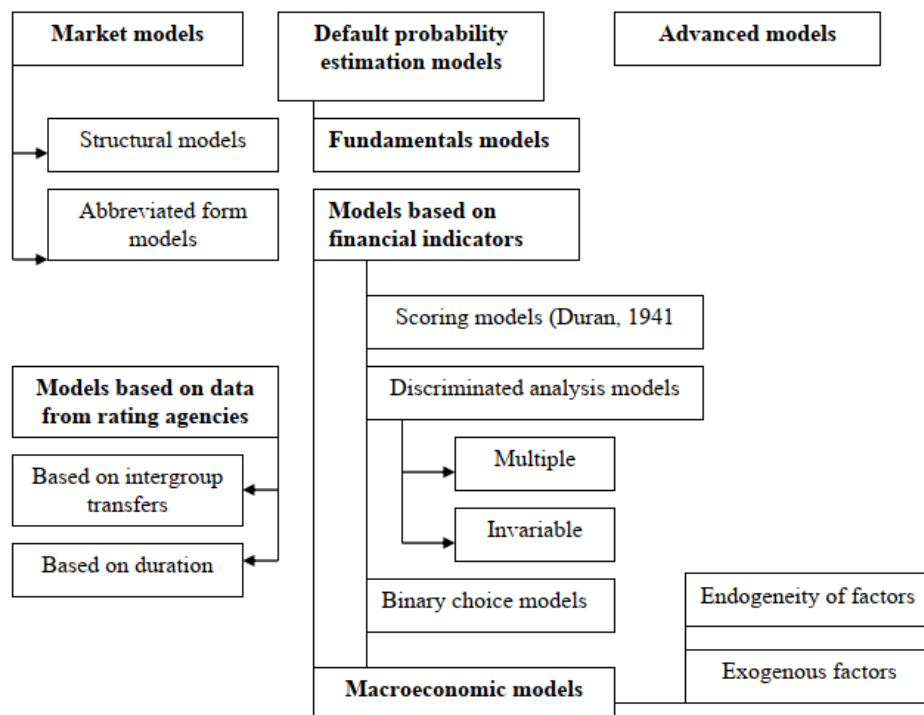 Market models
Default probability
estimation models
Advanced models
Structural models
Fundamentals models
Abbreviated form
models
Models based on
financial indicators
Scoring models (Duran, 1941
Models based on data
from rating agencies
Discriminated analysis models
Based on intergroup
transfers
Multiple
Invariable
Based on duration
Binary choice models
Endogeneity of factors
Exogenous factors
Macroeconomic models